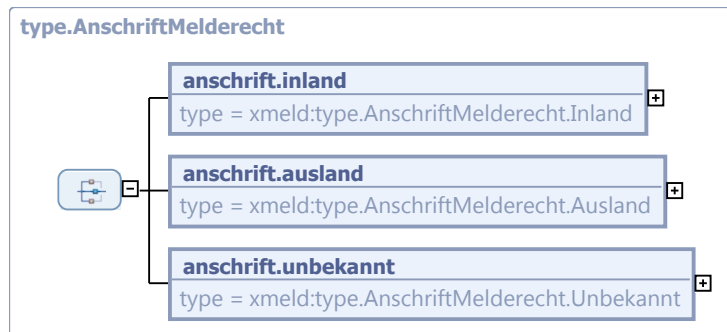 type.AnschriftMelderecht
anschrift.inland
type = xmeld:type.AnschriftMelderecht.Inland
anschrift.ausland
type = xmeld:type.AnschriftMelderecht.Ausland
anschrift.unbekannt
type = xmeld:type.AnschriftMelderecht.Unbekannt